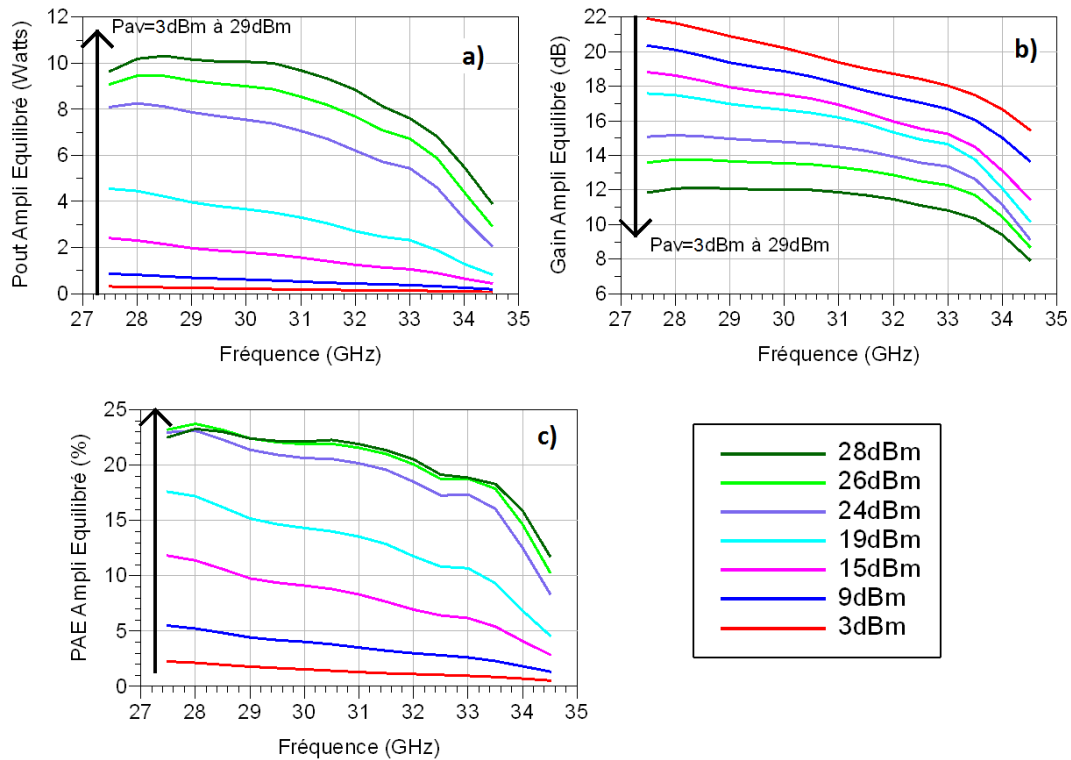 Pav=3dBm à 29dBm
a)
12
10
8
6
4
2
0
Pout Ampli Equilibré (Watts)
27 28 29 30 31 32 33 34 35
Fréquence (GHz)
b)
22
20
18
16
14
12
10
8
6
Gain Ampli Equilibré (dB)
Pav=3dBm à 29dBm
27 28 29 30 31 32 33 34 35
Fréquence (GHz)
c)
25
20
15
10
5
0
PAE Ampli Equilibré (%)
27 28 29 30 31 32 33 34 35
Fréquence (GHz)
28dBm
26dBm
24dBm
19dBm
15dBm
9dBm
3dBm